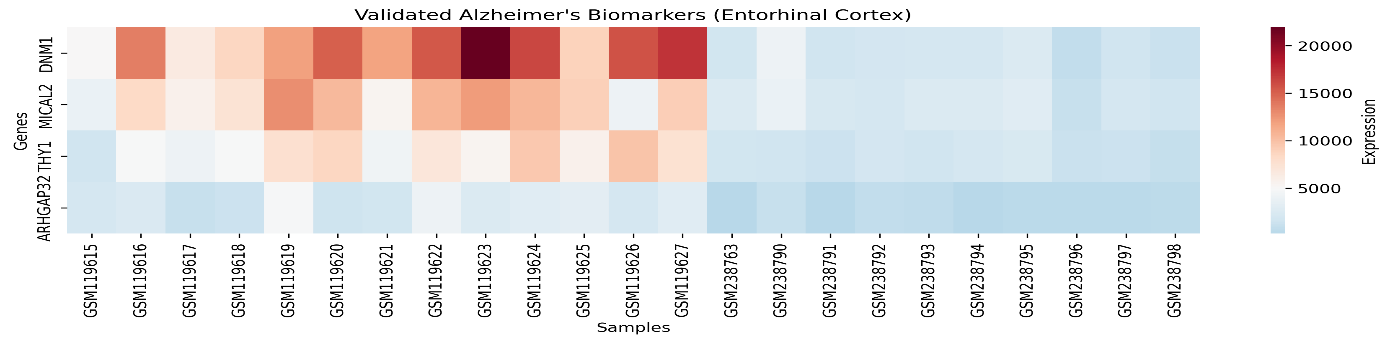 Validated Alzheimer's Biomarkers (Entorhinal Cortex)
Genes
DNM1
MICAL2
THY1
ARHGAP32
GSM119615
GSM119616
GSM119617
GSM119618
GSM119619
GSM119620
GSM119621
GSM119622
GSM119623
GSM119624
GSM119625
GSM119626
GSM119627
GSM238763
GSM238790
GSM238791
GSM238792
GSM238793
GSM238794
GSM238795
GSM238796
GSM238797
GSM238798
Samples
20000
15000
10000
5000
Expression